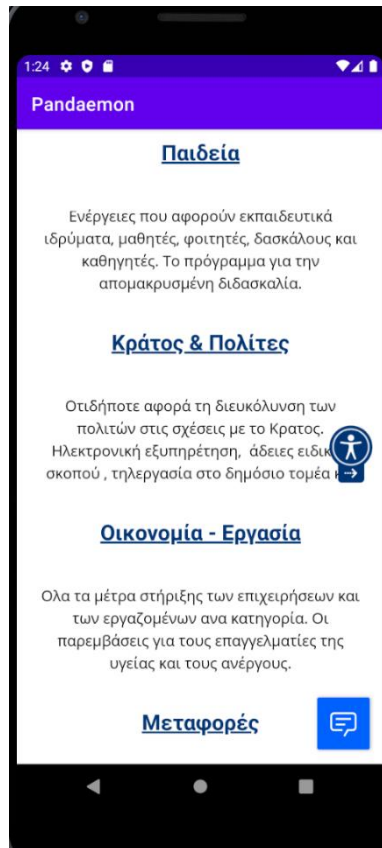 1:24
Pandaemon
Παιδεία
Ενέργειες που αφορούν εκπαιδευτικά
ιδρύματα, μαθητές, φοιτητές, δασκάλους και
καθηγητές. Το πρόγραμμα για την
απομακρυσμένη διδασκαλία.
Κράτος & Πολίτες
Οτιδήποτε αφορά τη διευκόλυνση των
πολιτών στις σχέσεις με το Κρατος.
Ηλεκτρονική εξυπηρέτηση, άδειες
σκοπού , τηλεργασία στο δημόσιο τομέα
Οικονομία - Εργασία
Ολα τα μέτρα στήριξης των επιχειρήσεων και
των εργαζομένων ανα κατηγορία. Οι
παρεμβάσεις για τους επαγγελματίες της
υγείας και τους ανέργους.
Μεταφορές